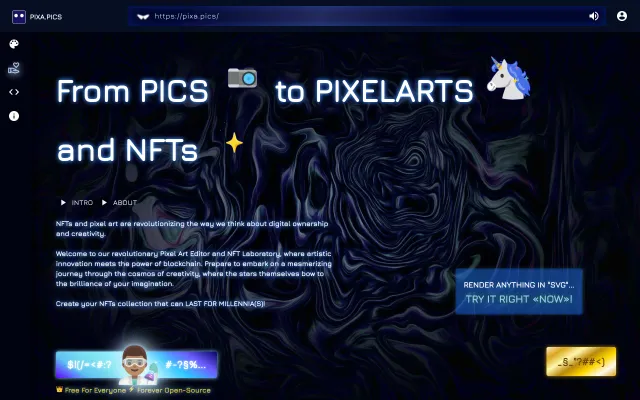 PIXA.PICS
https://pixa.pics/
From PICS to PIXELARTS
and NFTs
INTRO ABOUT
NFTs and pixel art are revolutionizing the way we think about digital ownership
and creativity.
Welcome to our revolutionary Pixel Art Editor and NFT Laboratory, where artistic
innovation meets the power of blockchain. Prepare to embark on a mesmerizing
journey through the cosmos of creativity, where the stars themselves bow to
the brilliance of your imagination.
Create your NFTs collection that can LAST FOR MILLENNIA(S)!
RENDER ANYTHING IN "SVG"...
TRY IT RIGHT «NOW»!
#-?§%...
Free For Everyone
Forever Open-Source